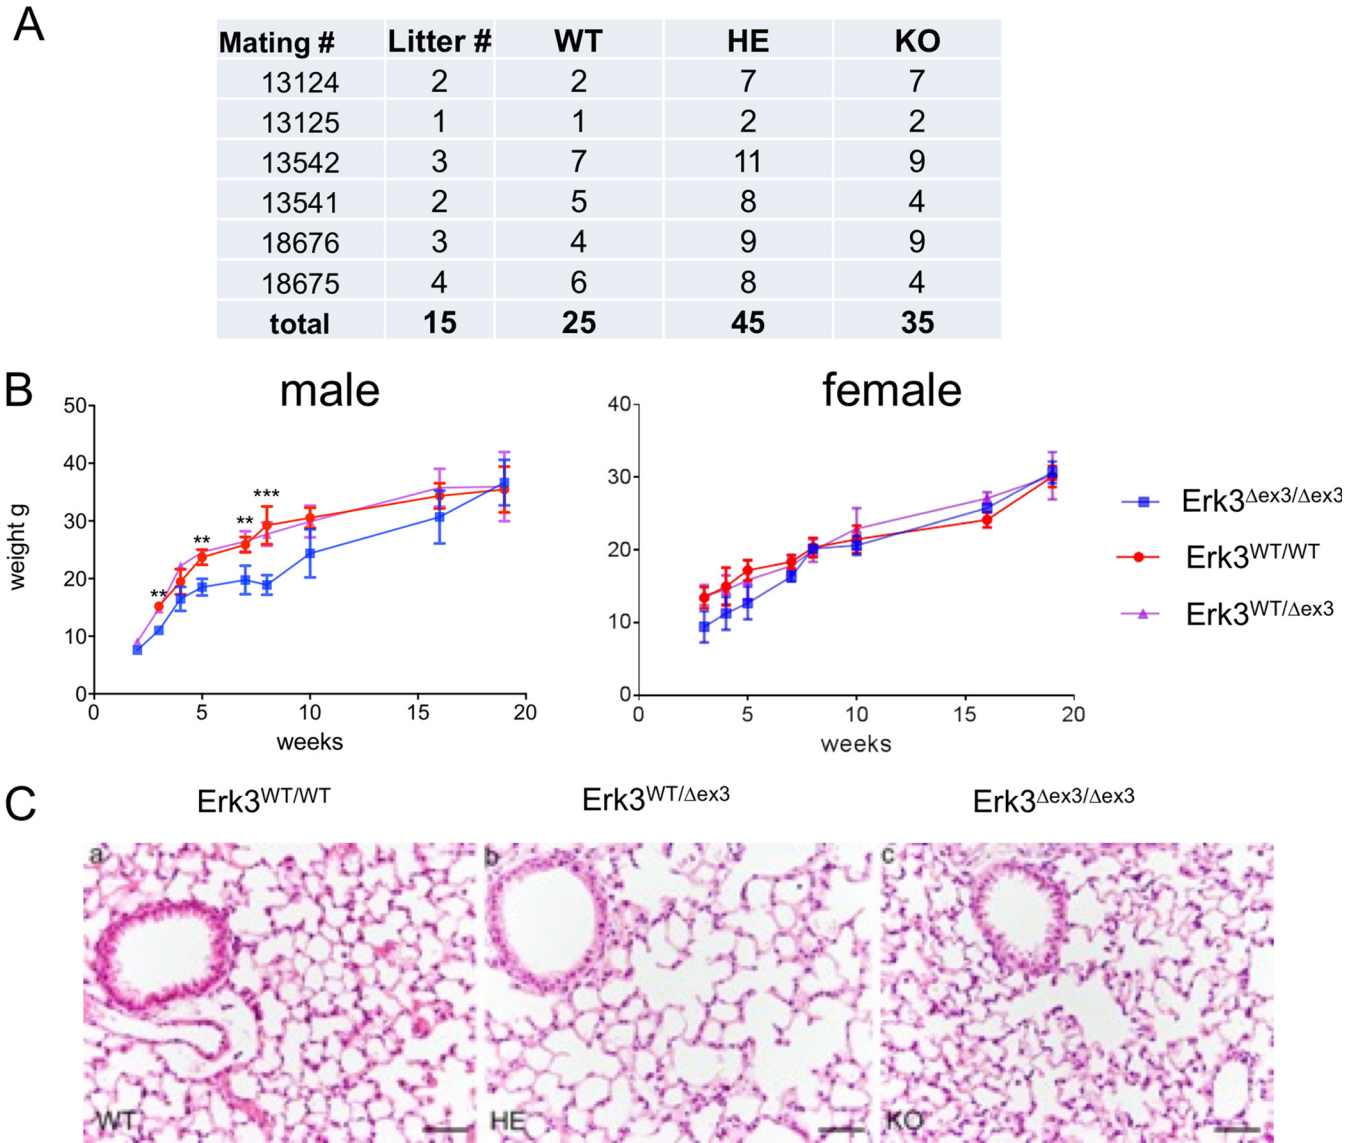 A
Mating # Litter # WT HE KO
13124 2 2 7 7
13125 1 1 2 2
13542 3 7 11 9
13541 2 5 8 4
18676 3 4 9 9
18675 4 6 8 4
total 15 25 45 35
B
male
female
50
40
30
20
10
0
weight g
** ** ** ***
0 5 10 15 20
weeks
40
30
20
10
0
0 5 10 15 20
weeks
Erk3Δex3/Δex3
Erk3WT/WT
Erk3WT/Δex3
C
Erk3WT/WT Erk3WT/Δex3 Erk3Δex3/Δex3
a b c
WT HE KO